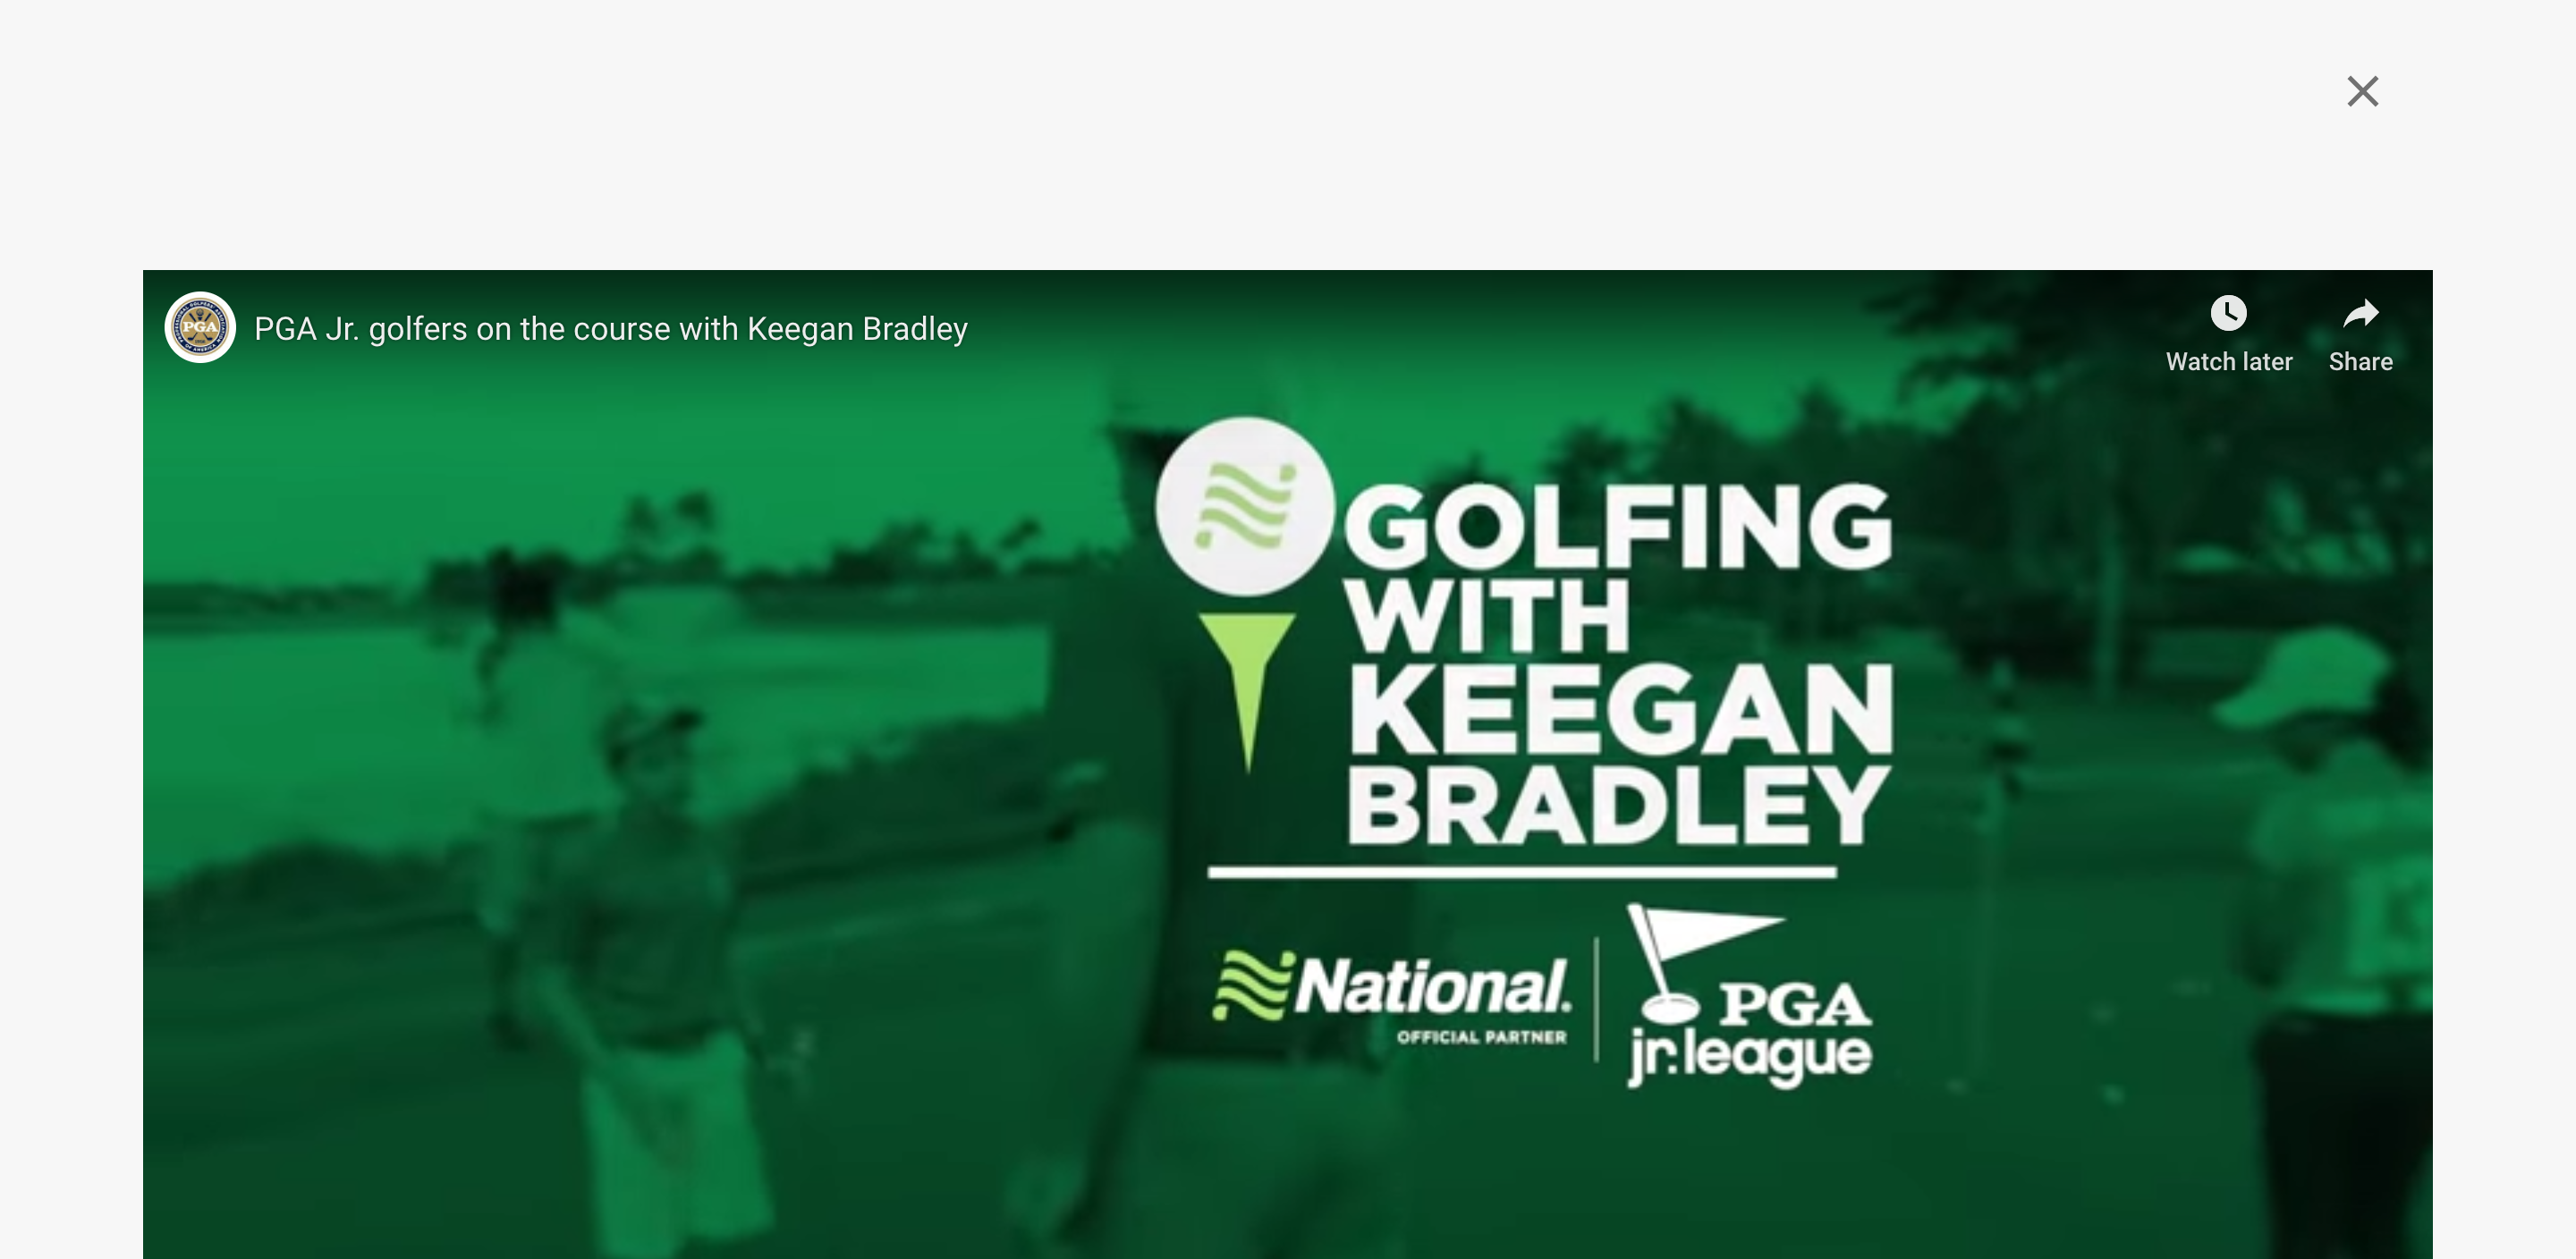 PGA
PGA Jr. golfers on the course with Keegan Bradley
Watch later
Share
GOLFING
WITH
KEEGAN
BRADLEY
National.
OFFICIAL PARTNER
PGA
jr.league